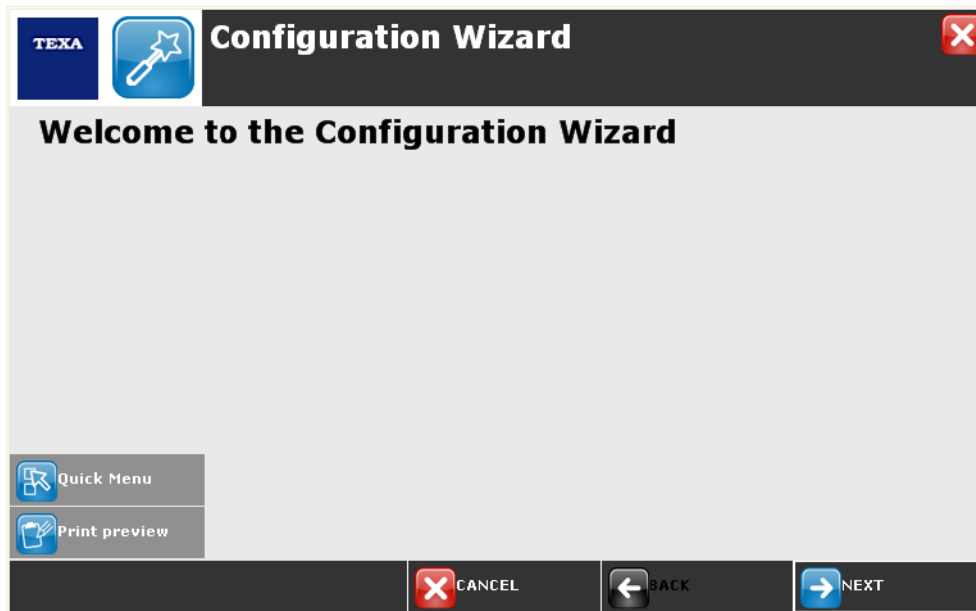 TEXA
Configuration Wizard
Welcome to the Configuration Wizard
Quick Menu
Print preview
CANCEL
BACK
NEXT